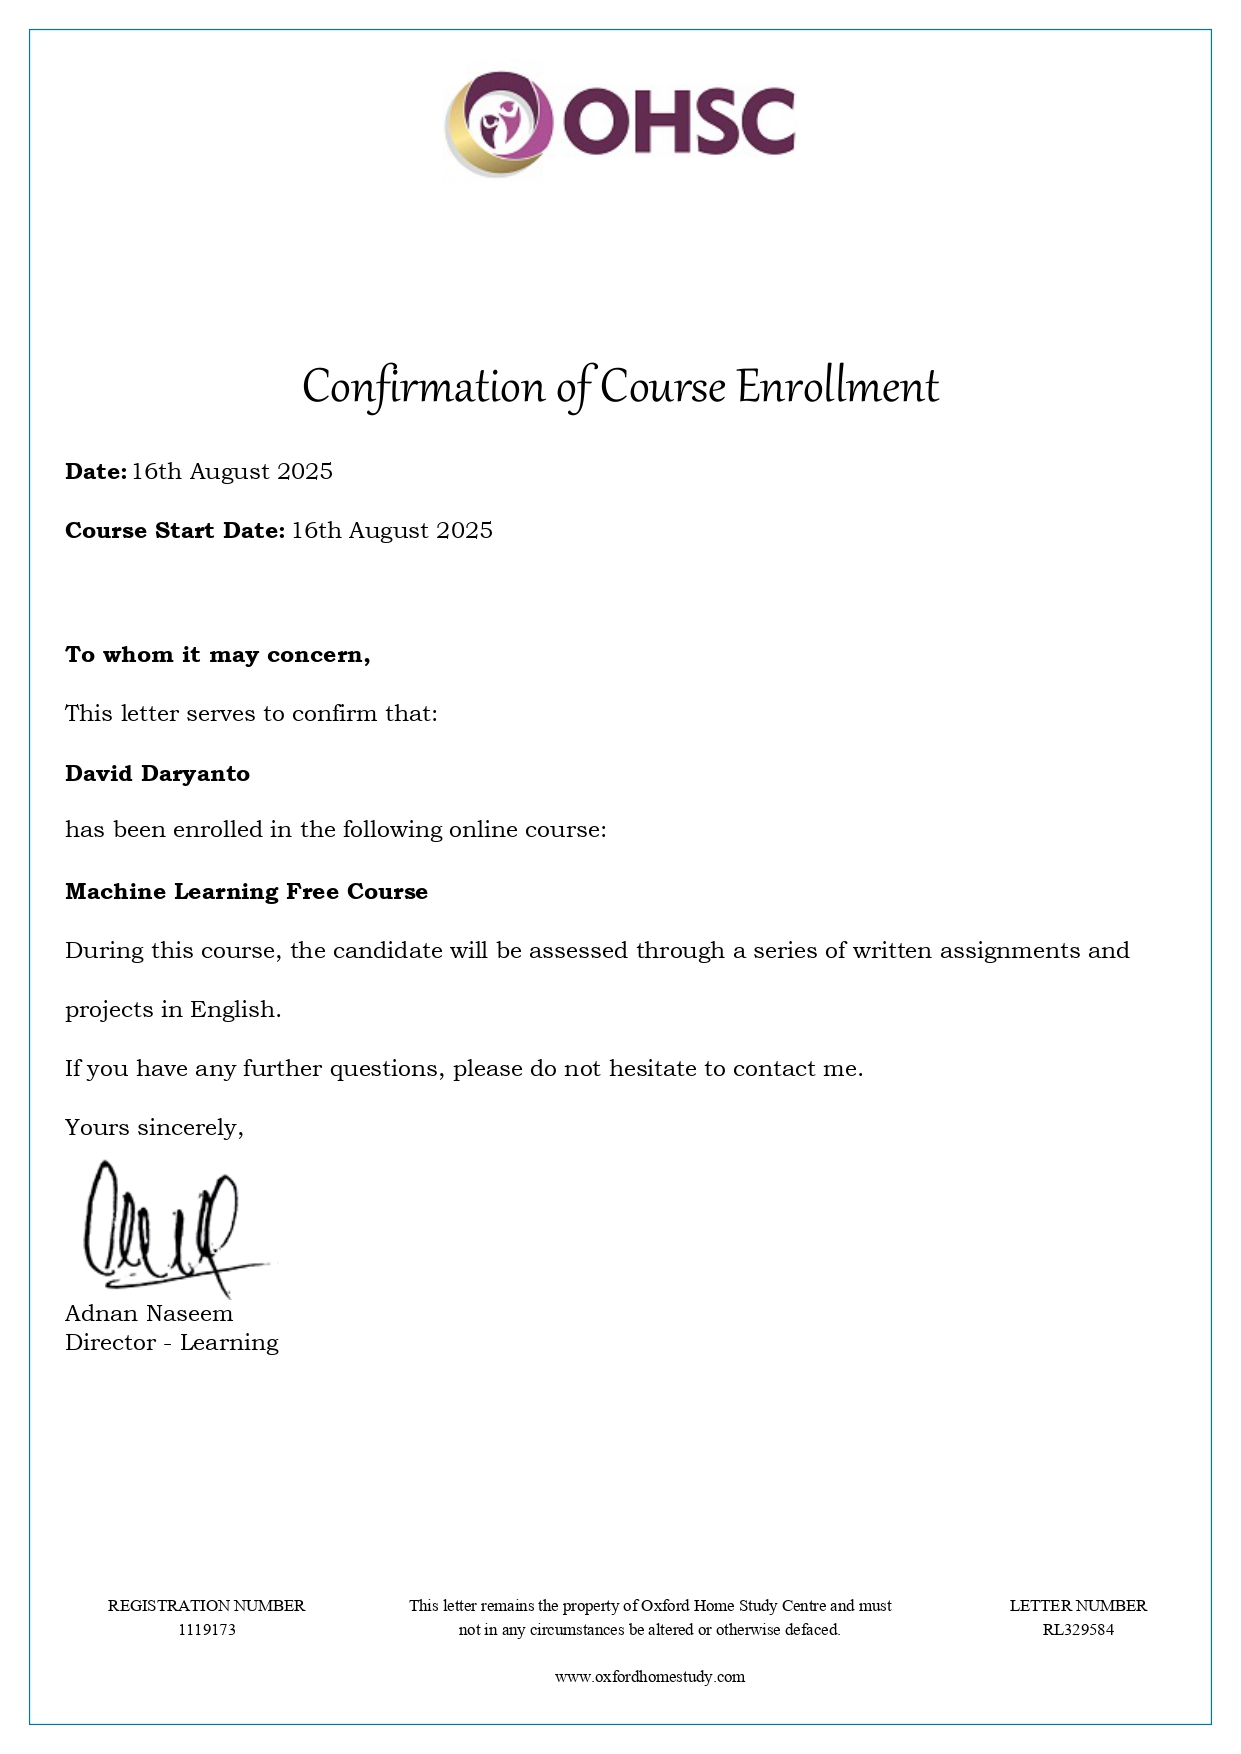 OHSC
Confirmation of Course Enrollment
Date: 16th August 2025
Course Start Date: 16th August 2025
To whom it may concern,
This letter serves to confirm that:
David Daryanto
has been enrolled in the following online course:
Machine Learning Free Course
During this course, the candidate will be assessed through a series of written assignments and
projects in English.
If you have any further questions, please do not hesitate to contact me.
Yours sincerely,
Adnan Naseem
Director - Learning
REGISTRATION NUMBER
1119173
This letter remains the property of Oxford Home Study Centre and must
not in any circumstances be altered or otherwise defaced.
www.oxfordhomestudy.com
LETTER NUMBER
RL329584